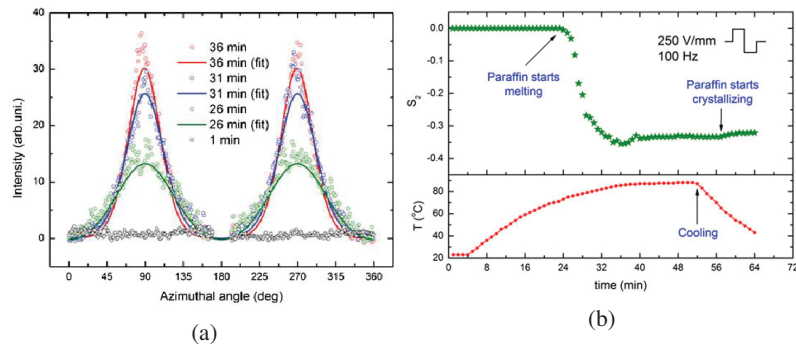 (a)
36 min
36 min (fit)
31 min
31 min (fit)
26 min
26 min (fit)
1 min
40
30
20
10
0
Intensity (arb.uni.)
0 45 90 135 180 225 270 315 360
Azimuthal angle (deg)
(a)
(b)
0.0
-0.1
-0.2
-0.3
-0.4
S2
250 V/mm
100 Hz
Paraffin starts
melting
Paraffin starts
crystallizing
100
80
60
40
20
T (°C)
Cooling
0 8 16 24 32 40 48 56 64 72
time (min)
(b)